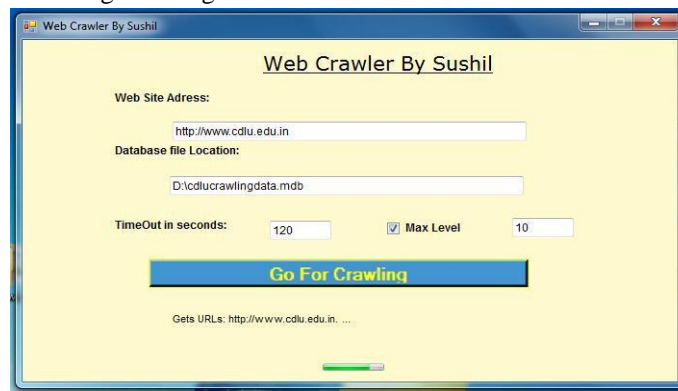 Web Crawler By Sushil
Web Crawler By Sushil
Web Site Adress:
http://www.cdlu.edu.in
Database file Location:
D:\cdlucrawlingdata.mdb
TimeOut in seconds: 120 Max Level 10
Go For Crawling
Gets URLs: http://www.cdlu.edu.in. ...